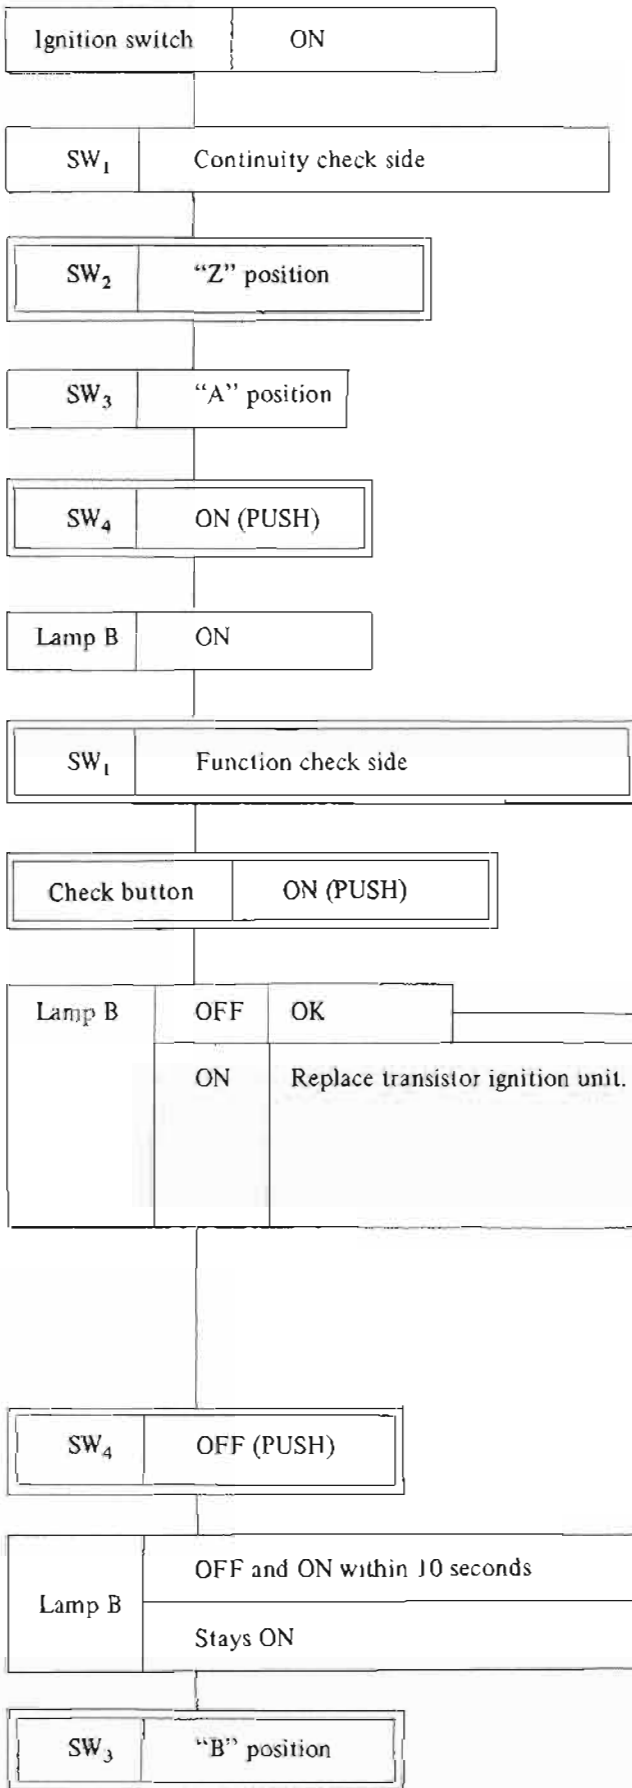 Ignition switch ON
SW₁ Continuity check side
SW₂ “Z” position
SW₃ “A” position
SW₄ ON (PUSH)
Lamp B ON
SW₁ Function check side
Check button ON (PUSH)
Lamp B OFF OK
ON Replace transistor ignition unit.
SW₄ OFF (PUSH)
OFF and ON within 10 seconds
Lamp B
Stays ON
SW₃ “B” position